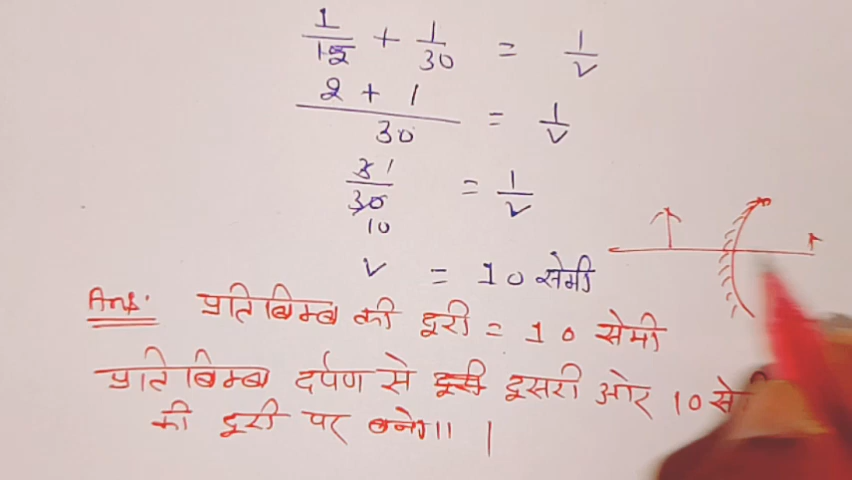 1/15 + 1/30 = 1/v
2 + 1/30 = 1/v
3 1/30 10 = 1/v
v = 10 सेमी
Ans. प्रतिबिम्ब की दूरी = 10 सेमी
प्रतिबिम्ब दर्पण से दूसरी ओर 10 से
की दूरी पर बनेगा।